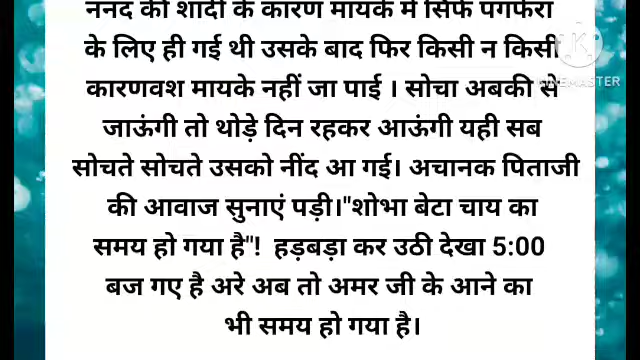 ननद की शादी के कारण मायके में सिर्फ पगफेरा
के लिए ही गई थी उसके बाद फिर किसी न किसी
कारणवश मायके नहीं जा पाई । सोचा अबकी से
जाऊंगी तो थोड़े दिन रहकर आऊंगी यही सब
सोचते सोचते उसको नींद आ गई। अचानक पिताजी
की आवाज सुनाएं पड़ी।"शोभा बेटा चाय का
समय हो गया है"! हड़बड़ा कर उठी देखा 5:00
बज गए है अरे अब तो अमर जी के आने का
भी समय हो गया है।